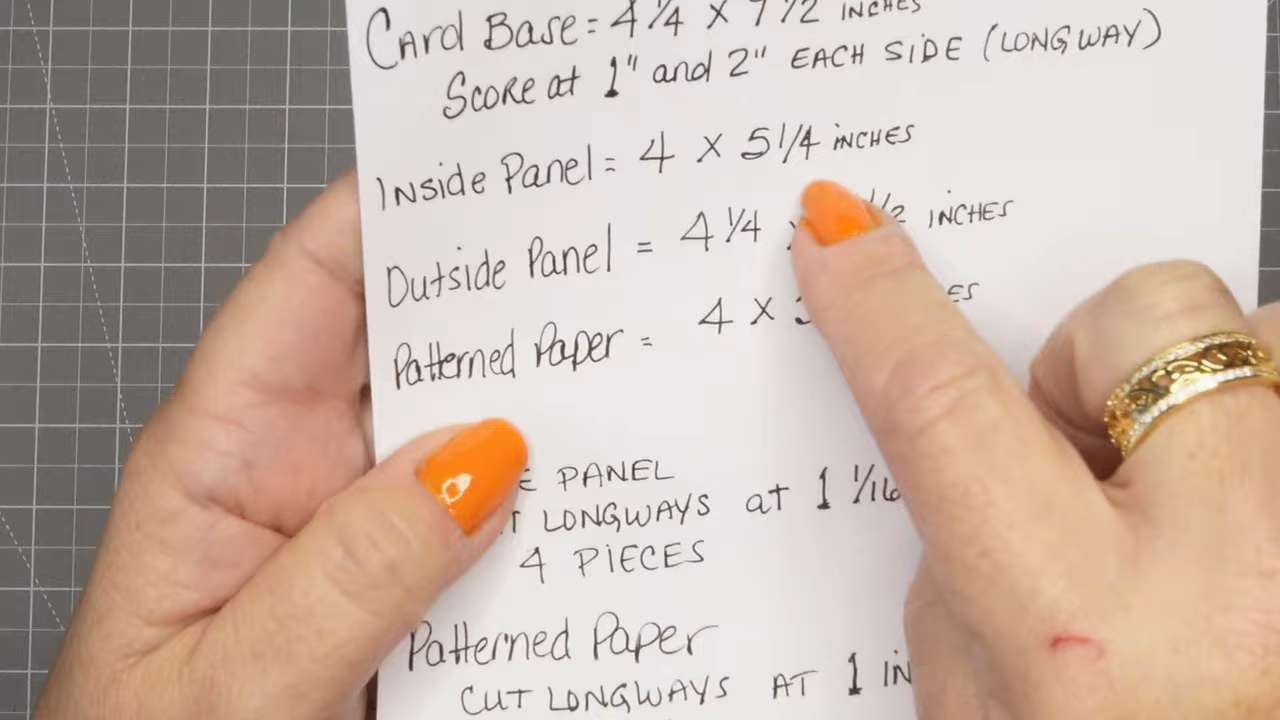 Card Base = 4 1/4 X 7 1/2 INCHES
Score at 1" and 2" EACH SIDE (LONGWAY)
Inside Panel = 4 X 5 1/4 INCHES
Outside Panel = 4 1/4 INCHES
Patterned Paper = 4 X
PANEL
LONGWAYS at 1 1/16
4 PIECES
Patterned Paper
CUT LONGWAYS AT 1 IN